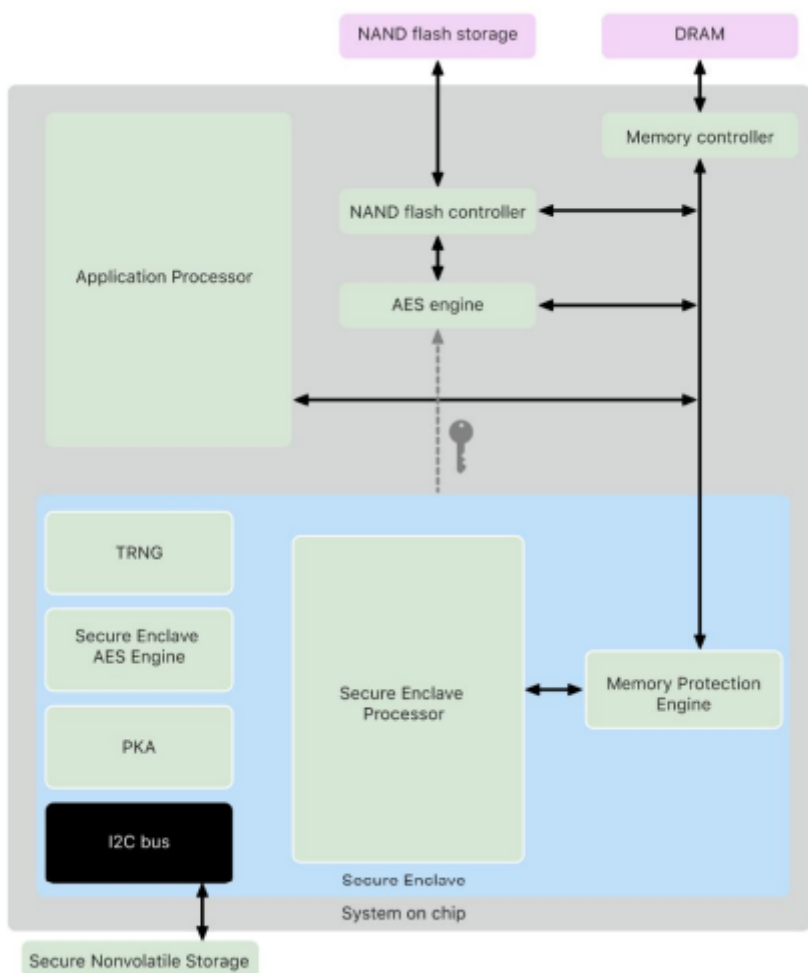 NAND flash storage
DRAM
Memory controller
NAND flash controller
Application Processor
AES engine
TRNG
Secure Enclave
AES Engine
Secure Enclave
Processor
Memory Protection
Engine
PKA
I2C bus
Secure Enclave
System on chip
Secure Nonvolatile Storage